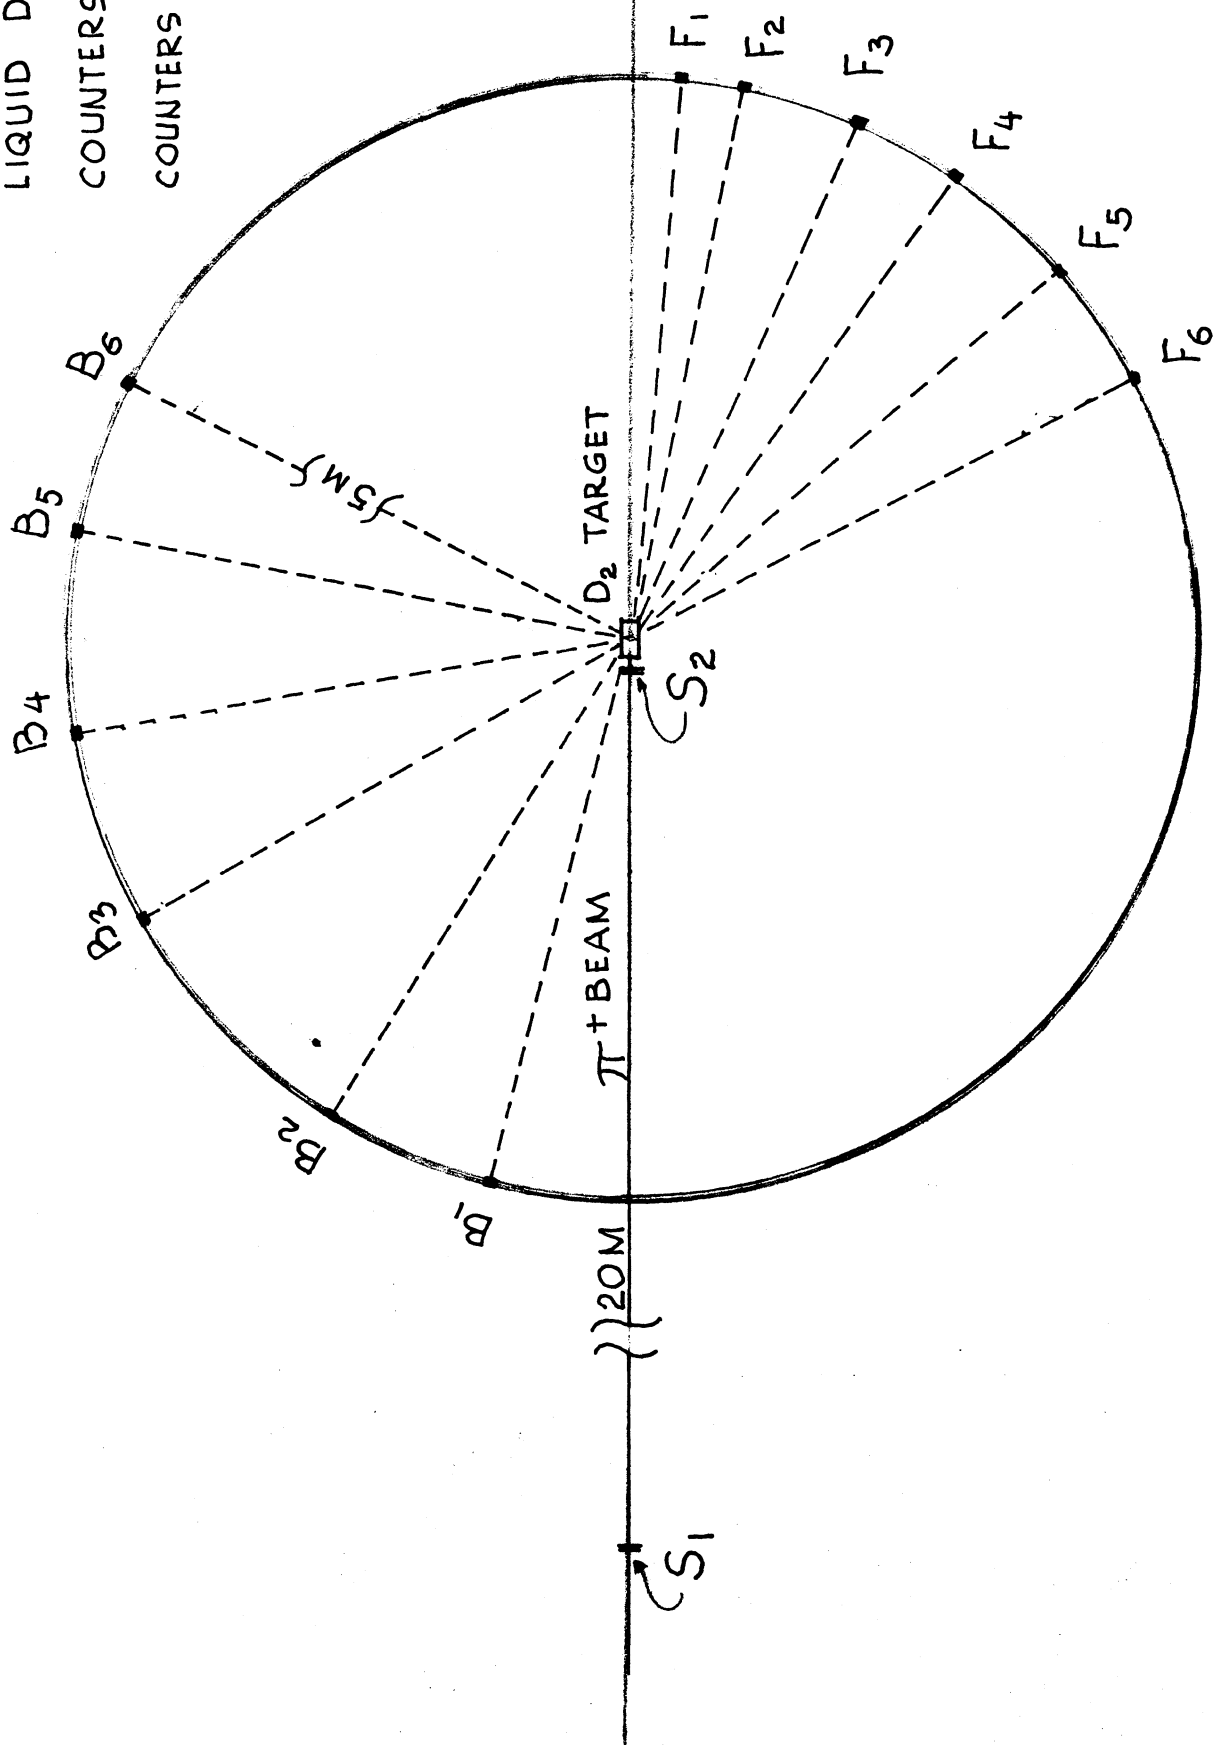 LIQUID D
COUNTERS
COUNTERS
B6
B5
B4
B3
B2
B1
}5M{
D2 TARGET
S2
π+ BEAM
20M
S1
F1
F2
F3
F4
F5
F6